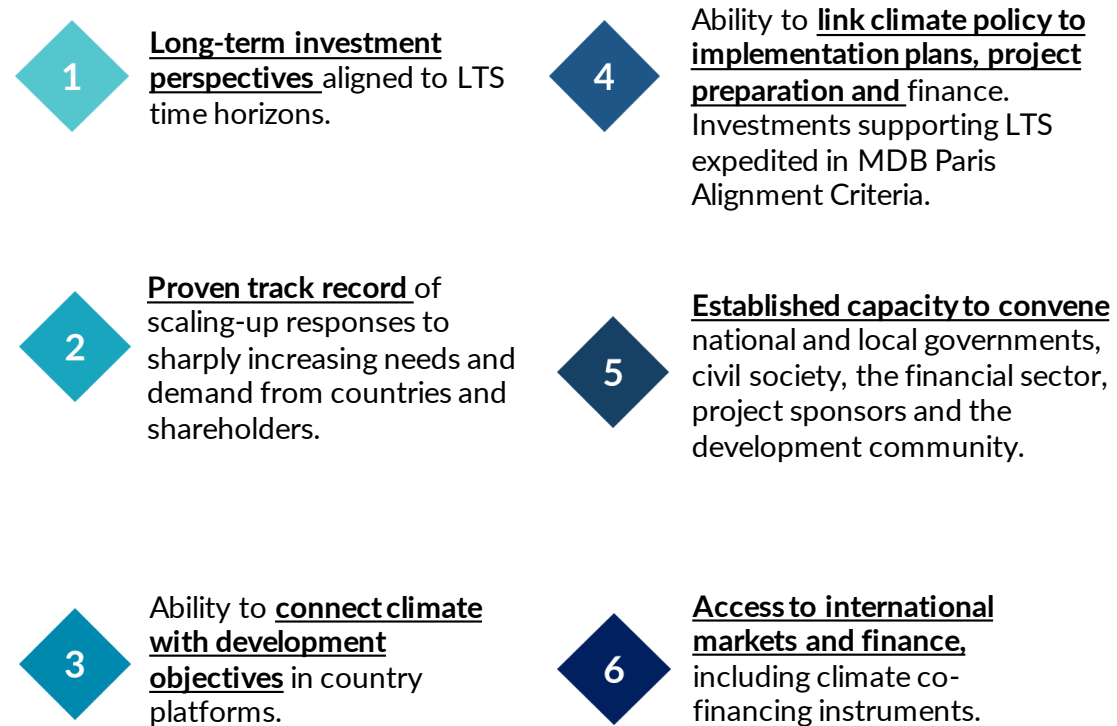 1
Long-term investment
perspectives aligned to LTS
time horizons.
2
Proven track record of
scaling-up responses to
sharply increasing needs and
demand from countries and
shareholders.
3
Ability to connect climate
with development
objectives in country
platforms.
4
Ability to link climate policy to
implementation plans, project
preparation and finance.
Investments supporting LTS
expedited in MDB Paris
Alignment Criteria.
5
Established capacity to convene
national and local governments,
civil society, the financial sector,
project sponsors and the
development community.
6
Access to international
markets and finance,
including climate co-
financing instruments.